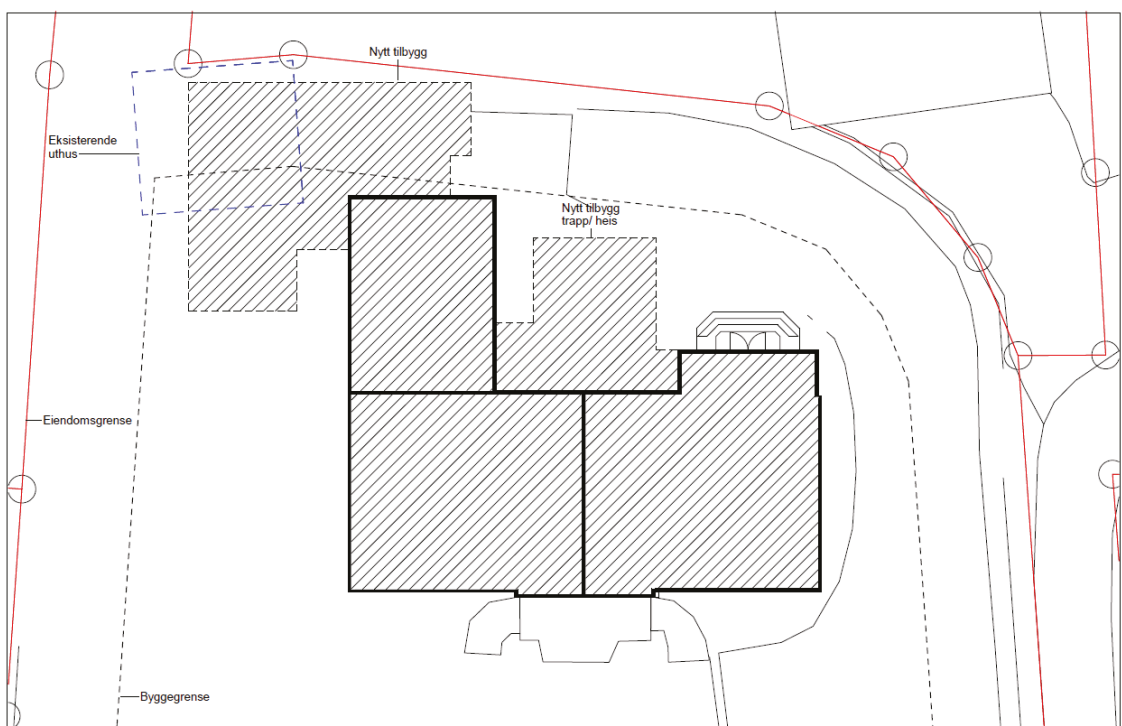 Nytt tilbygg
Eksisterende
uthus
Nytt tilbygg
trapp/ heis
Eiendomsgrense
Byggegrense